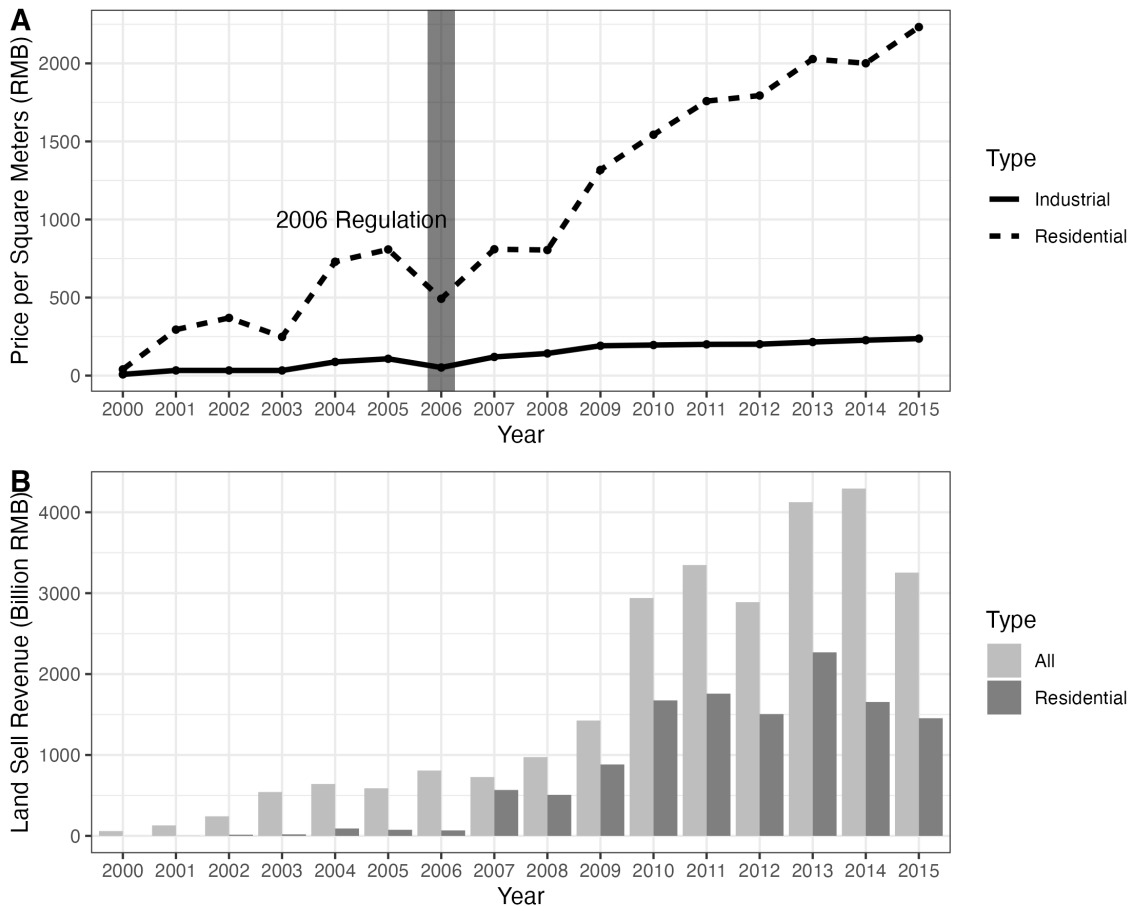 A
Price per Square Meters (RMB)
2000
1500
1000
500
0
2006 Regulation
2000 2001 2002 2003 2004 2005 2006 2007 2008 2009 2010 2011 2012 2013 2014 2015
Year
Type
Industrial
Residential
B
Land Sell Revenue (Billion RMB)
4000
3000
2000
1000
0
2000 2001 2002 2003 2004 2005 2006 2007 2008 2009 2010 2011 2012 2013 2014 2015
Year
Type
All
Residential